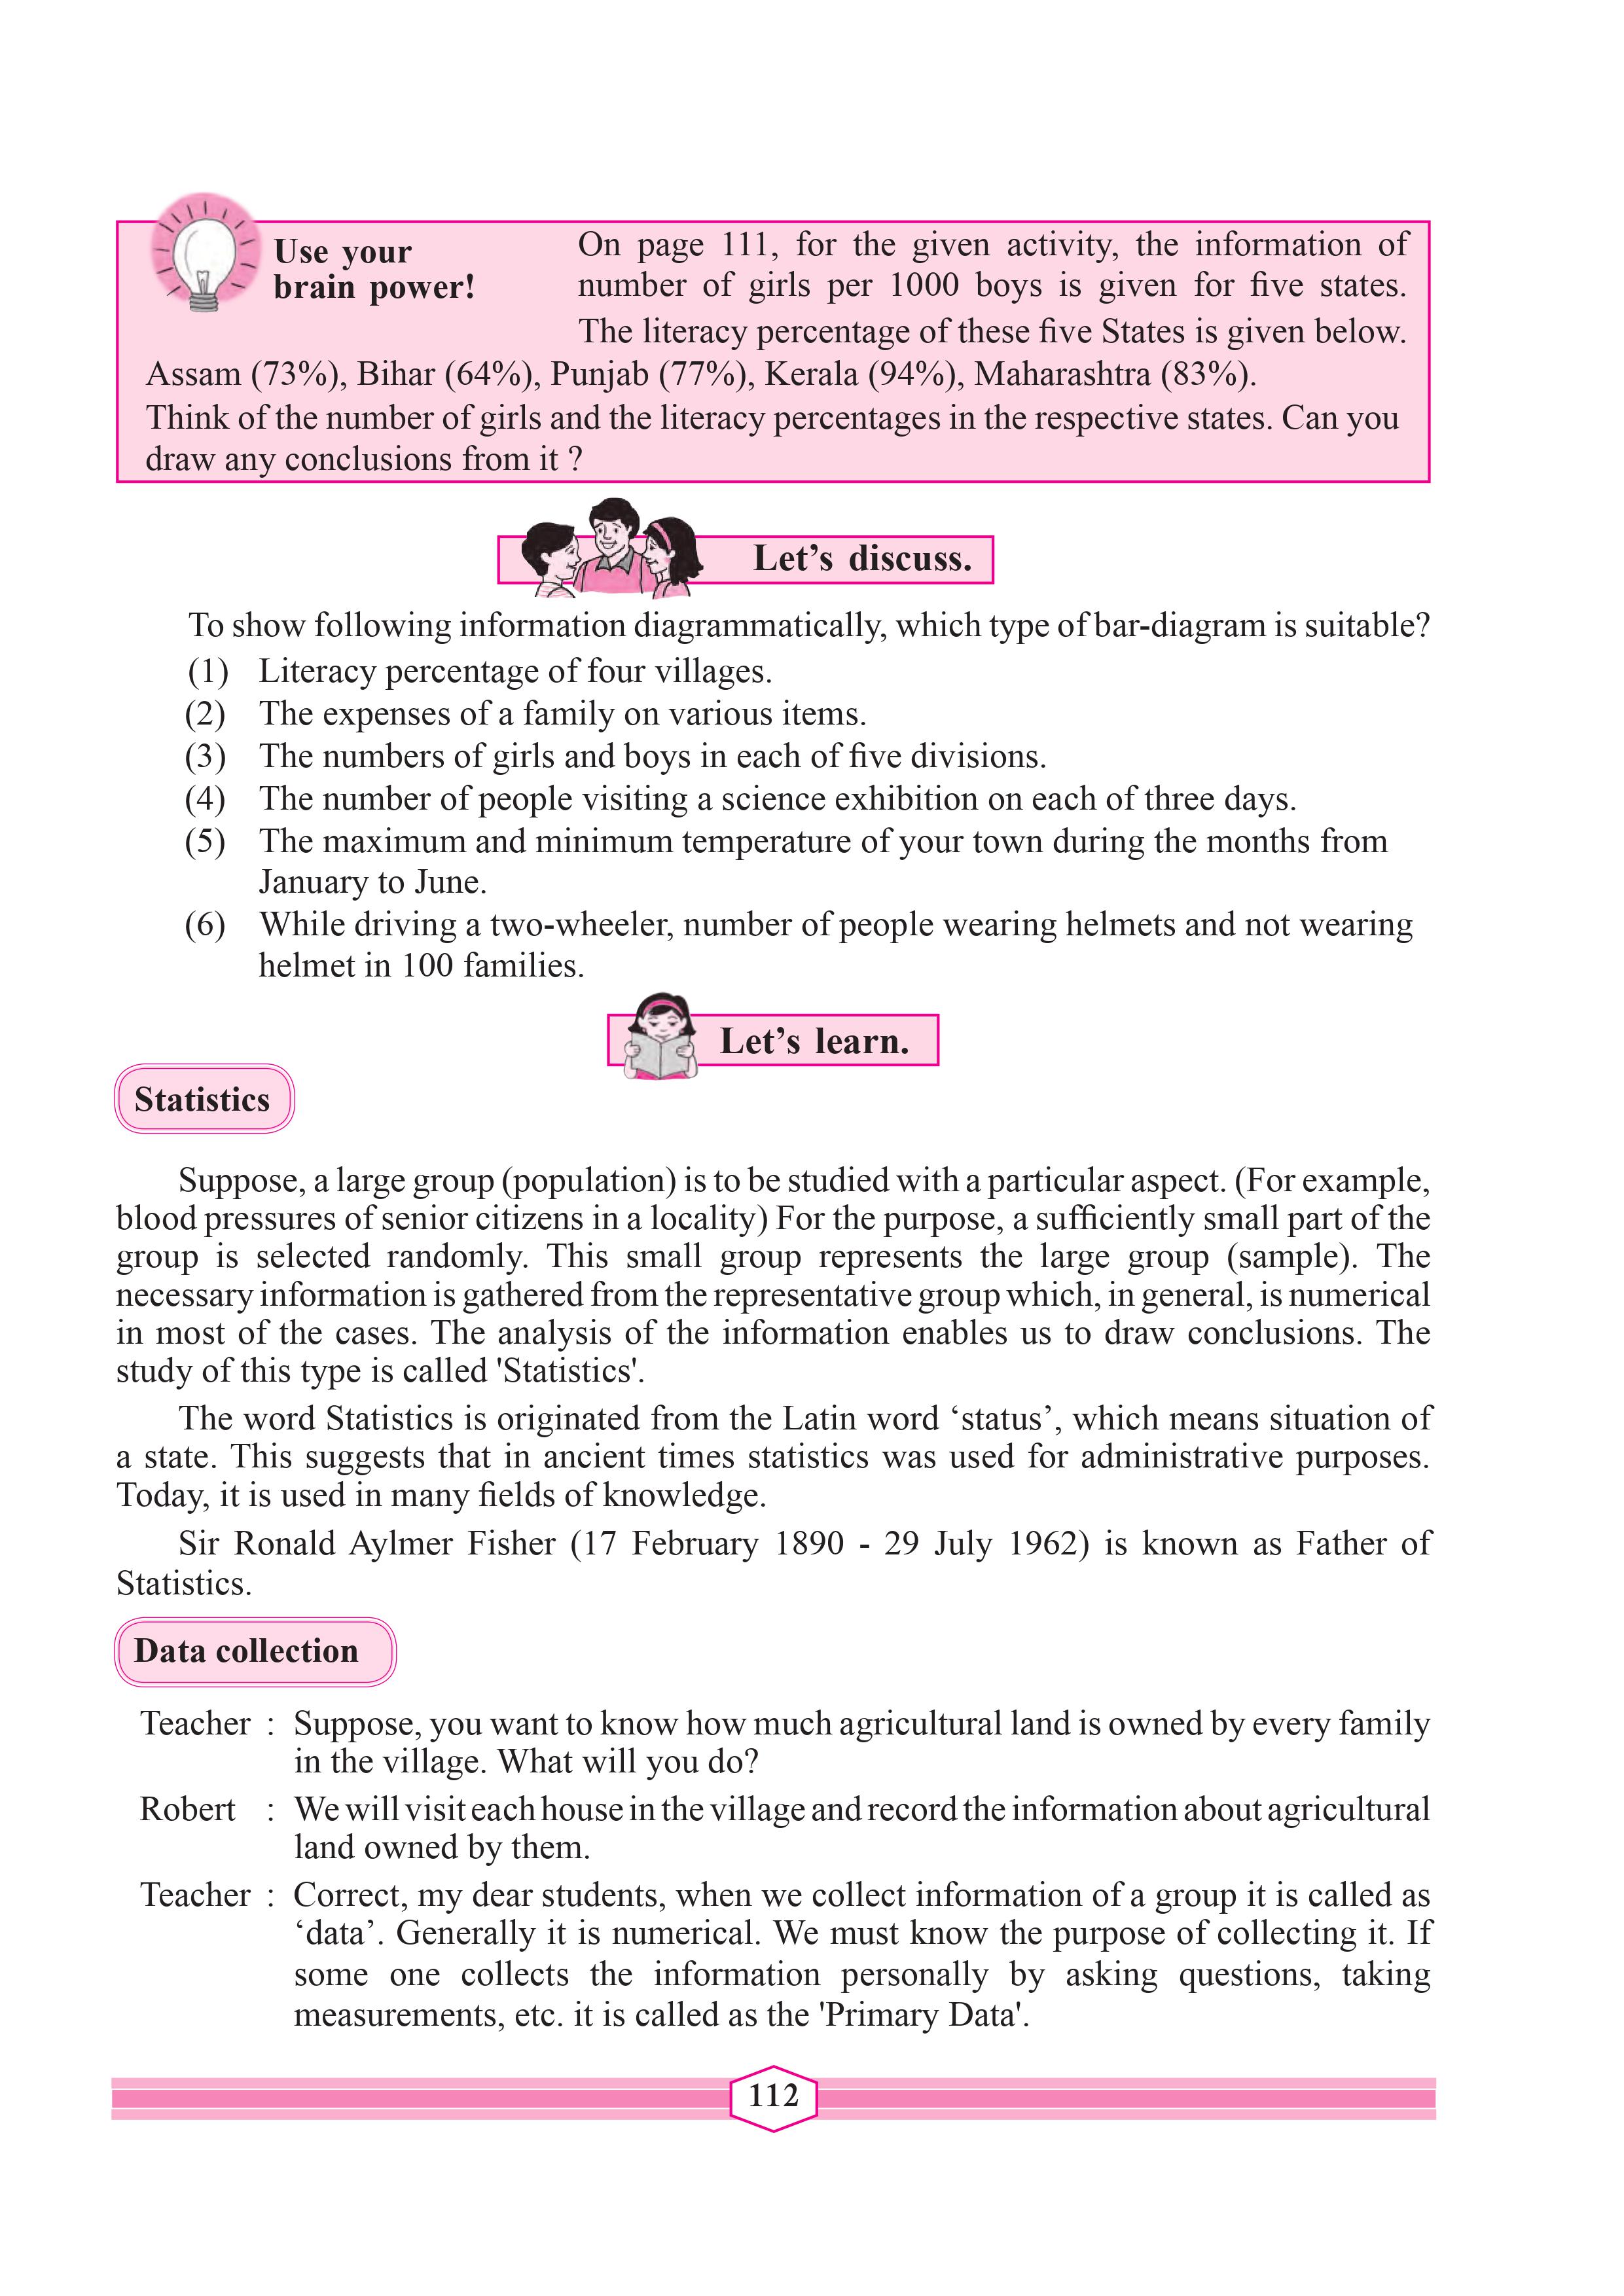 Use your
brain power!
On page 111, for the given activity, the information of
number of girls per 1000 boys is given for five states.
The literacy percentage of these five States is given below.
Assam (73%), Bihar (64%), Punjab (77%), Kerala (94%), Maharashtra (83%).
Think of the number of girls and the literacy percentages in the respective states. Can you
draw any conclusions from it ?
Let’s discuss.
To show following information diagrammatically, which type of bar-diagram is suitable?
(1) Literacy percentage of four villages.
(2) The expenses of a family on various items.
(3) The numbers of girls and boys in each of five divisions.
(4) The number of people visiting a science exhibition on each of three days.
(5) The maximum and minimum temperature of your town during the months from
January to June.
(6) While driving a two-wheeler, number of people wearing helmets and not wearing
helmet in 100 families.
Let’s learn.
Statistics
Suppose, a large group (population) is to be studied with a particular aspect. (For example,
blood pressures of senior citizens in a locality) For the purpose, a sufficiently small part of the
group is selected randomly. This small group represents the large group (sample). The
necessary information is gathered from the representative group which, in general, is numerical
in most of the cases. The analysis of the information enables us to draw conclusions. The
study of this type is called 'Statistics'.
The word Statistics is originated from the Latin word ‘status’, which means situation of
a state. This suggests that in ancient times statistics was used for administrative purposes.
Today, it is used in many fields of knowledge.
Sir Ronald Aylmer Fisher (17 February 1890 - 29 July 1962) is known as Father of
Statistics.
Data collection
Teacher : Suppose, you want to know how much agricultural land is owned by every family
in the village. What will you do?
Robert : We will visit each house in the village and record the information about agricultural
land owned by them.
Teacher : Correct, my dear students, when we collect information of a group it is called as
‘data’. Generally it is numerical. We must know the purpose of collecting it. If
some one collects the information personally by asking questions, taking
measurements, etc. it is called as the 'Primary Data'.
112